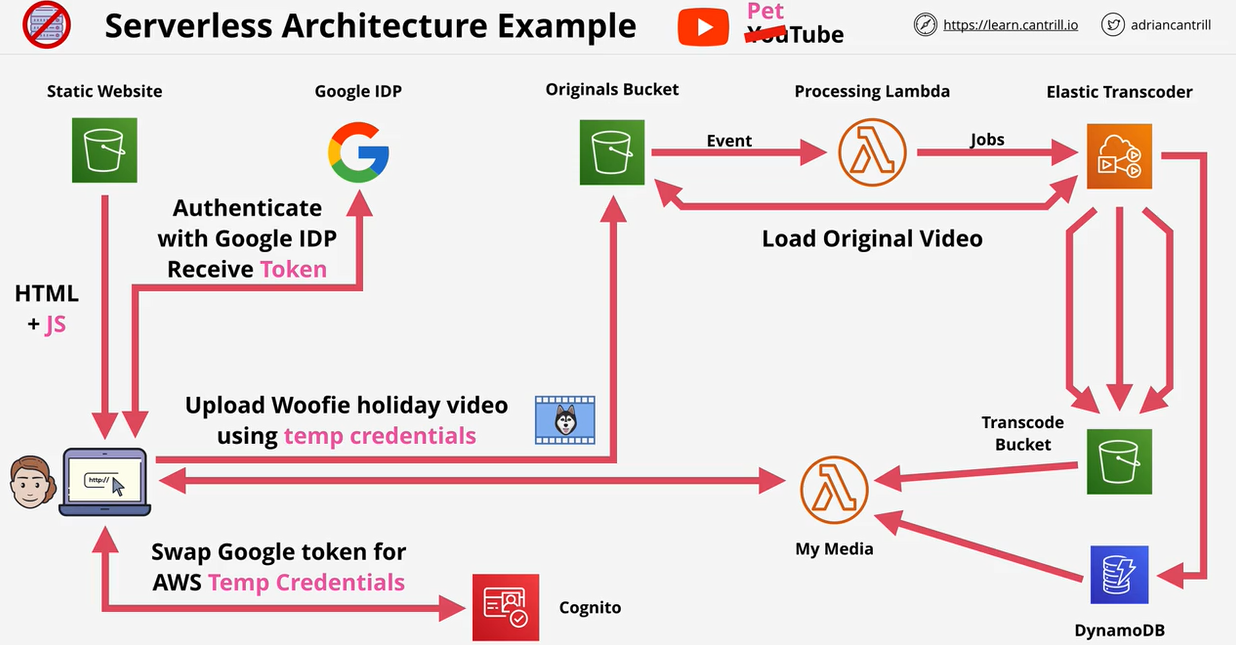 Serverless Architecture Example
Pet
YouTube
https://learn.cantrill.io
adriancantrill
Static Website
Google IDP
Originals Bucket
Processing Lambda
Elastic Transcoder
Event
Jobs
Authenticate
with Google IDP
Receive Token
Load Original Video
HTML
+ JS
Upload Woofie holiday video
using temp credentials
Transcode
Bucket
http://
My Media
Swap Google token for
AWS Temp Credentials
Cognito
DynamoDB